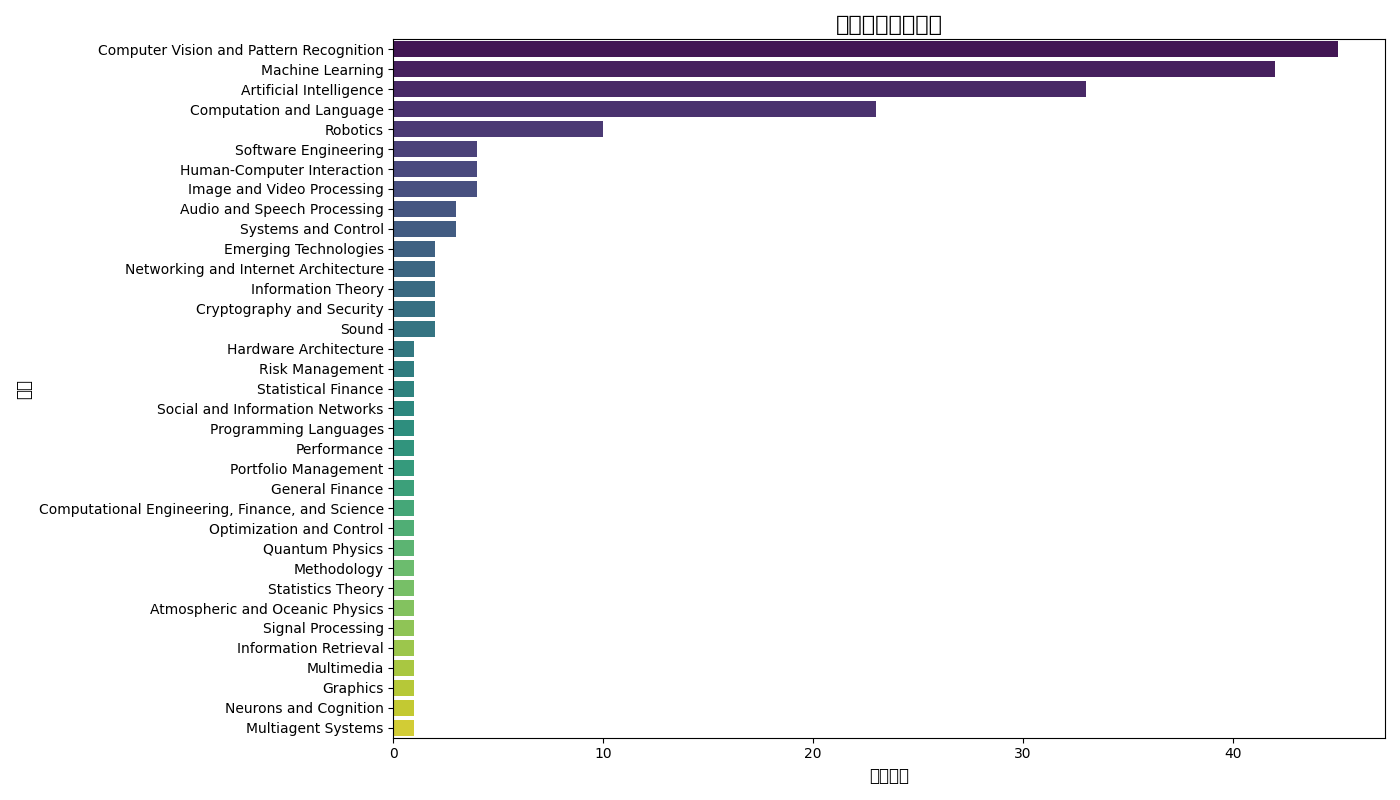 Computer Vision and Pattern Recognition
Machine Learning
Artificial Intelligence
Computation and Language
Robotics
Software Engineering
Human-Computer Interaction
Image and Video Processing
Audio and Speech Processing
Systems and Control
Emerging Technologies
Networking and Internet Architecture
Information Theory
Cryptography and Security
Sound
Hardware Architecture
Risk Management
Statistical Finance
Social and Information Networks
Programming Languages
Performance
Portfolio Management
General Finance
Computational Engineering, Finance, and Science
Optimization and Control
Quantum Physics
Methodology
Statistics Theory
Atmospheric and Oceanic Physics
Signal Processing
Information Retrieval
Multimedia
Graphics
Neurons and Cognition
Multiagent Systems
0 10 20 30 40